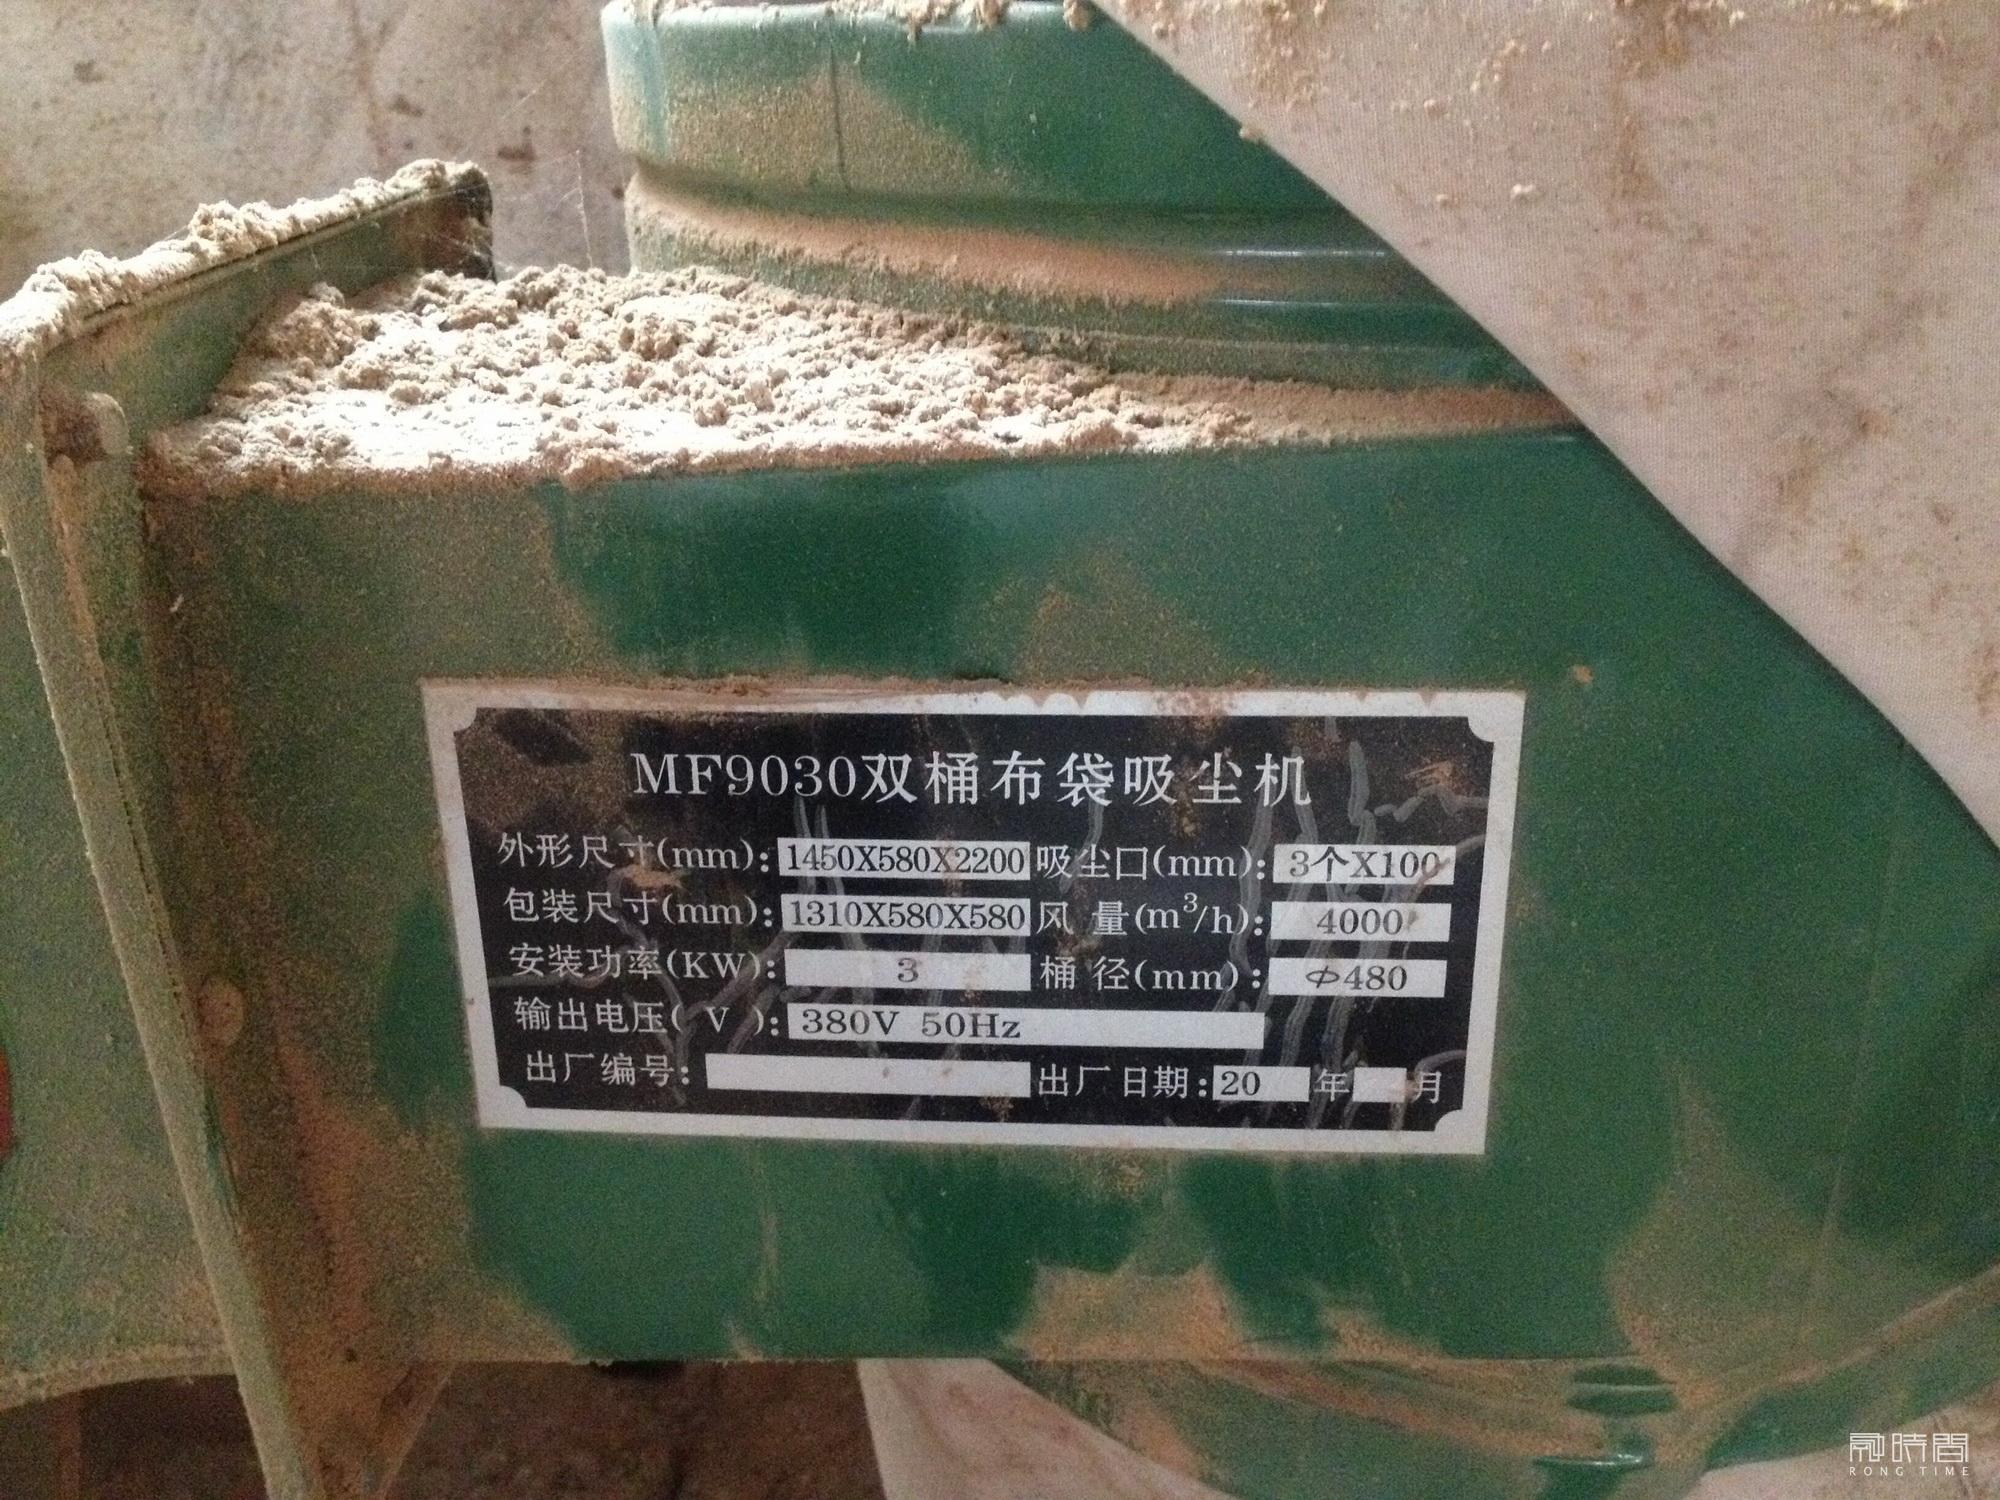 MF9030双桶布袋吸尘机
外形尺寸(mm): 1450X580X2200 吸尘口(mm): 3个X100
包装尺寸(mm): 1310X580X580 风 量(m³/h): 4000
安装功率(KW): 3 桶 径(mm): Φ480
输出电压( V ): 380V 50Hz
出厂编号: 出厂日期: 20 年 月
融時間
RONG TIME